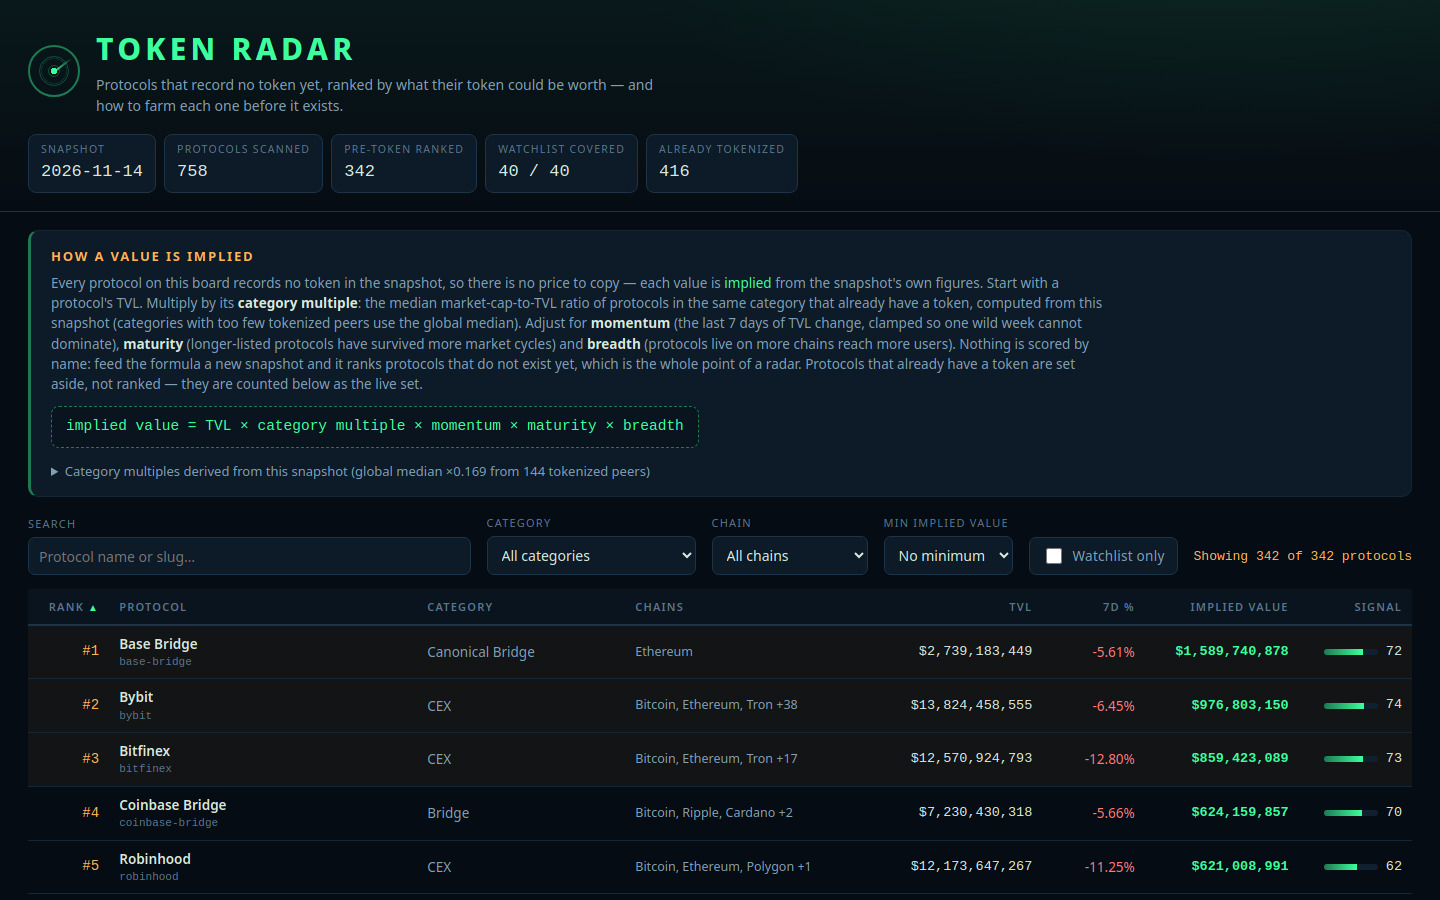 TOKEN RADAR
Protocols that record no token yet, ranked by what their token could be worth — and
how to farm each one before it exists.
SNAPSHOT
2026-11-14
PROTOCOLS SCANNED
758
PRE-TOKEN RANKED
342
WATCHLIST COVERED
40 / 40
ALREADY TOKENIZED
416
HOW A VALUE IS IMPLIED
Every protocol on this board records no token in the snapshot, so there is no price to copy — each value is implied from the snapshot's own figures. Start with a
protocol's TVL. Multiply by its category multiple: the median market-cap-to-TVL ratio of protocols in the same category that already have a token, computed from this
snapshot (categories with too few tokenized peers use the global median). Adjust for momentum (the last 7 days of TVL change, clamped so one wild week cannot
dominate), maturity (longer-listed protocols have survived more market cycles) and breadth (protocols live on more chains reach more users). Nothing is scored by
name: feed the formula a new snapshot and it ranks protocols that do not exist yet, which is the whole point of a radar. Protocols that already have a token are set
aside, not ranked — they are counted below as the live set.
implied value = TVL × category multiple × momentum × maturity × breadth
▶ Category multiples derived from this snapshot (global median ×0.169 from 144 tokenized peers)
SEARCH
Protocol name or slug...
CATEGORY
All categories
CHAIN
All chains
MIN IMPLIED VALUE
No minimum
Watchlist only
Showing 342 of 342 protocols
RANK ▲ PROTOCOL CATEGORY CHAINS TVL 7D % IMPLIED VALUE SIGNAL
#1 Base Bridge Canonical Bridge Ethereum $2,739,183,449 -5.61% $1,589,740,878 72
base-bridge
#2 Bybit CEX Bitcoin, Ethereum, Tron +38 $13,824,458,555 -6.45% $976,803,150 74
bybit
#3 Bitfinex CEX Bitcoin, Ethereum, Tron +17 $12,570,924,793 -12.80% $859,423,089 73
bitfinex
#4 Coinbase Bridge Bridge Bitcoin, Ripple, Cardano +2 $7,230,430,318 -5.66% $624,159,857 70
coinbase-bridge
#5 Robinhood CEX Bitcoin, Ethereum, Polygon +1 $12,173,647,267 -11.25% $621,008,991 62
robinhood